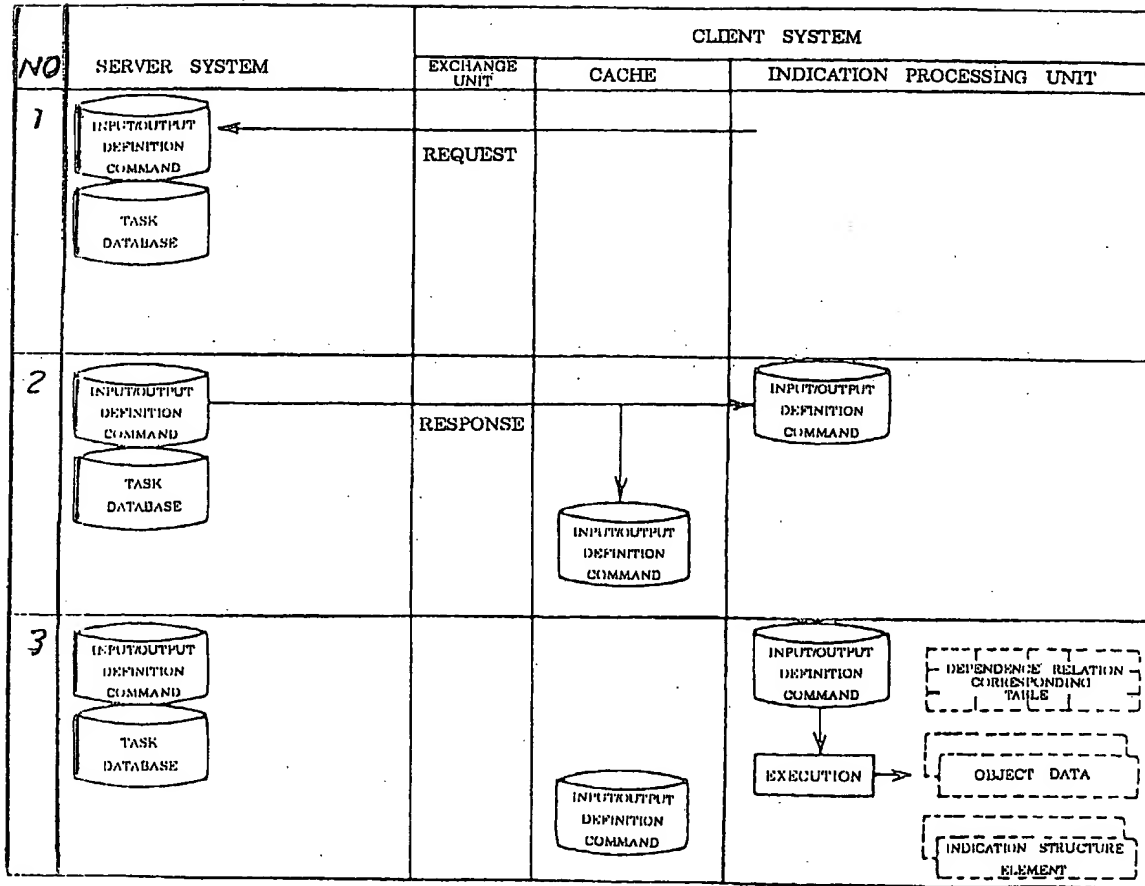 CLIENT SYSTEM
NO
SERVER SYSTEM
EXCHANGE
UNIT
CACHE
INDICATION PROCESSING UNIT
1
INPUT/OUTPUT
DEFINITION
COMMAND
TASK
DATABASE
REQUEST
2
INPUT/OUTPUT
DEFINITION
COMMAND
TASK
DATABASE
RESPONSE
INPUT/OUTPUT
DEFINITION
COMMAND
INPUT/OUTPUT
DEFINITION
COMMAND
3
INPUT/OUTPUT
DEFINITION
COMMAND
TASK
DATABASE
INPUT/OUTPUT
DEFINITION
COMMAND
INPUT/OUTPUT
DEFINITION
COMMAND
EXECUTION
DEPENDENCE RELATION
CORRESPONDING
TABLE
OBJECT DATA
INDICATION STRUCTURE
ELEMENT